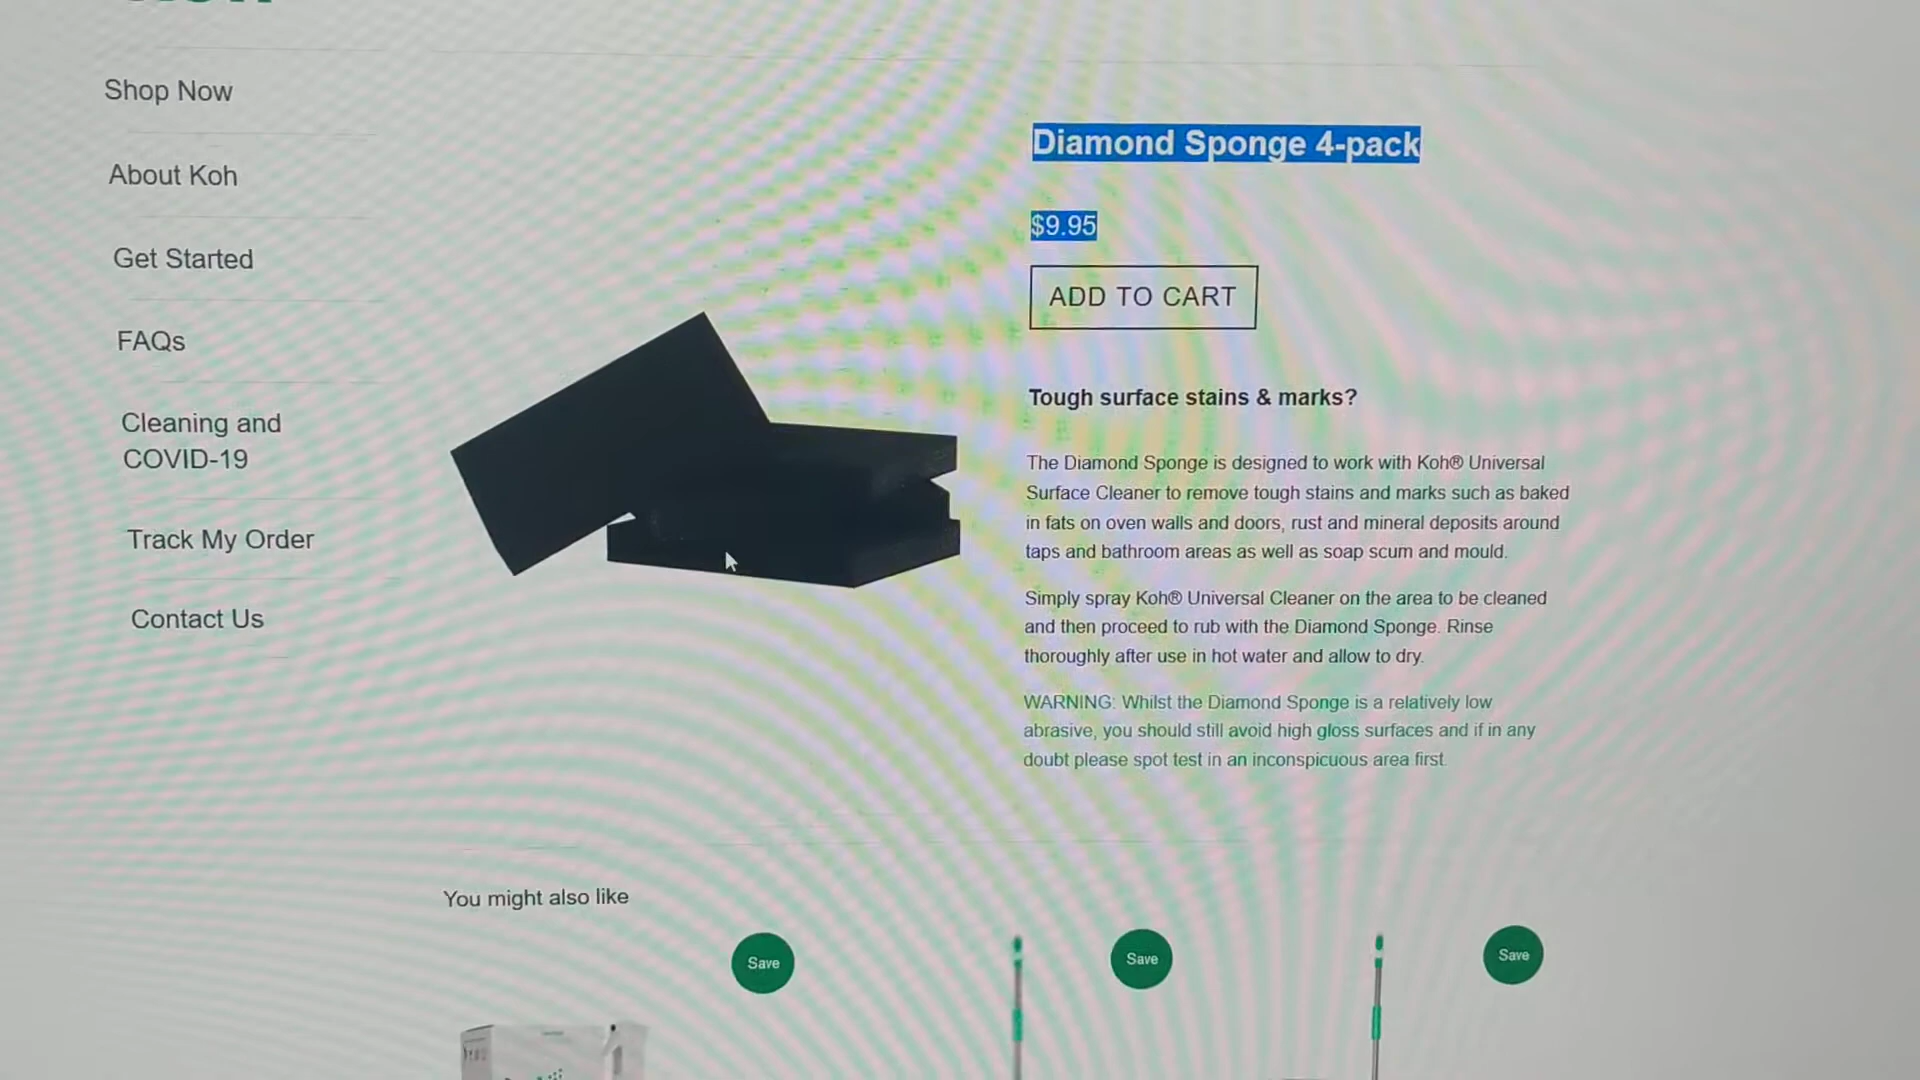 Shop Now
About Koh
Get Started
FAQs
Cleaning and
COVID-19
Track My Order
Contact Us
Diamond Sponge 4-pack
$9.95
ADD TO CART
Tough surface stains & marks?
The Diamond Sponge is designed to work with Koh® Universal
Surface Cleaner to remove tough stains and marks such as baked
in fats on oven walls and doors, rust and mineral deposits around
taps and bathroom areas as well as soap scum and mould.
Simply spray Koh® Universal Cleaner on the area to be cleaned
and then proceed to rub with the Diamond Sponge. Rinse
thoroughly after use in hot water and allow to dry.
WARNING: Whilst the Diamond Sponge is a relatively low
abrasive, you should still avoid high gloss surfaces and if in any
doubt please spot test in an inconspicuous area first.
You might also like
Save
Save
Save